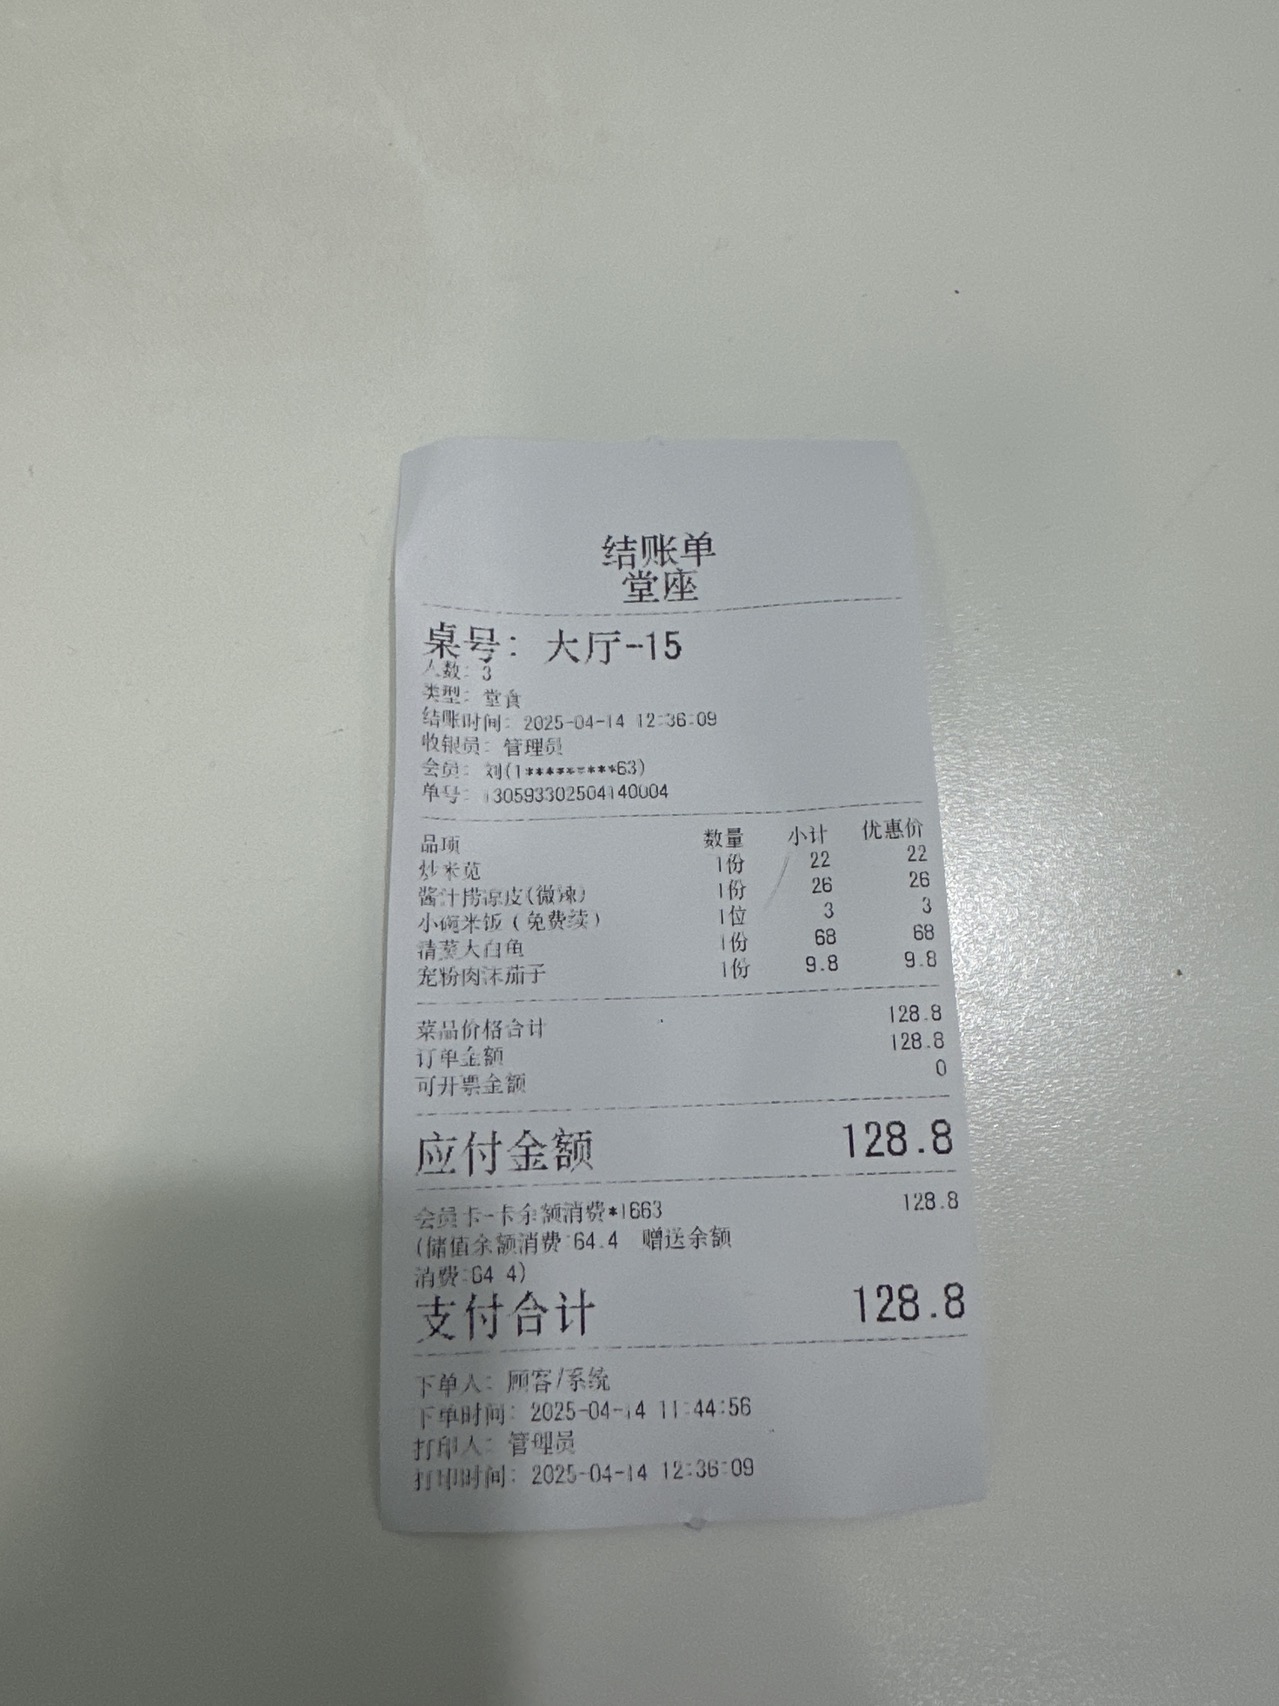 结账单
堂座
桌号: 大厅-15
人数: 3
类型: 堂食
结账时间: 2025-04-14 12:36:09
收银员: 管理员
会员: 刘(1**********63)
单号: 130593302504140004
品项 数量 小计 优惠价
炒米苋 1份 22 22
酱汁捞凉皮(微辣) 1份 26 26
小碗米饭(免费续) 1位 3 3
清蒸大白鱼 1份 68 68
宠粉肉沫茄子 1份 9.8 9.8
菜品价格合计 128.8
订单金额 128.8
可开票金额 0
应付金额 128.8
会员卡-卡余额消费*1663 128.8
(储值余额消费:64.4 赠送余额
消费:64.4)
支付合计 128.8
下单人: 顾客/系统
下单时间: 2025-04-14 11:44:56
打印人: 管理员
打印时间: 2025-04-14 12:36:09